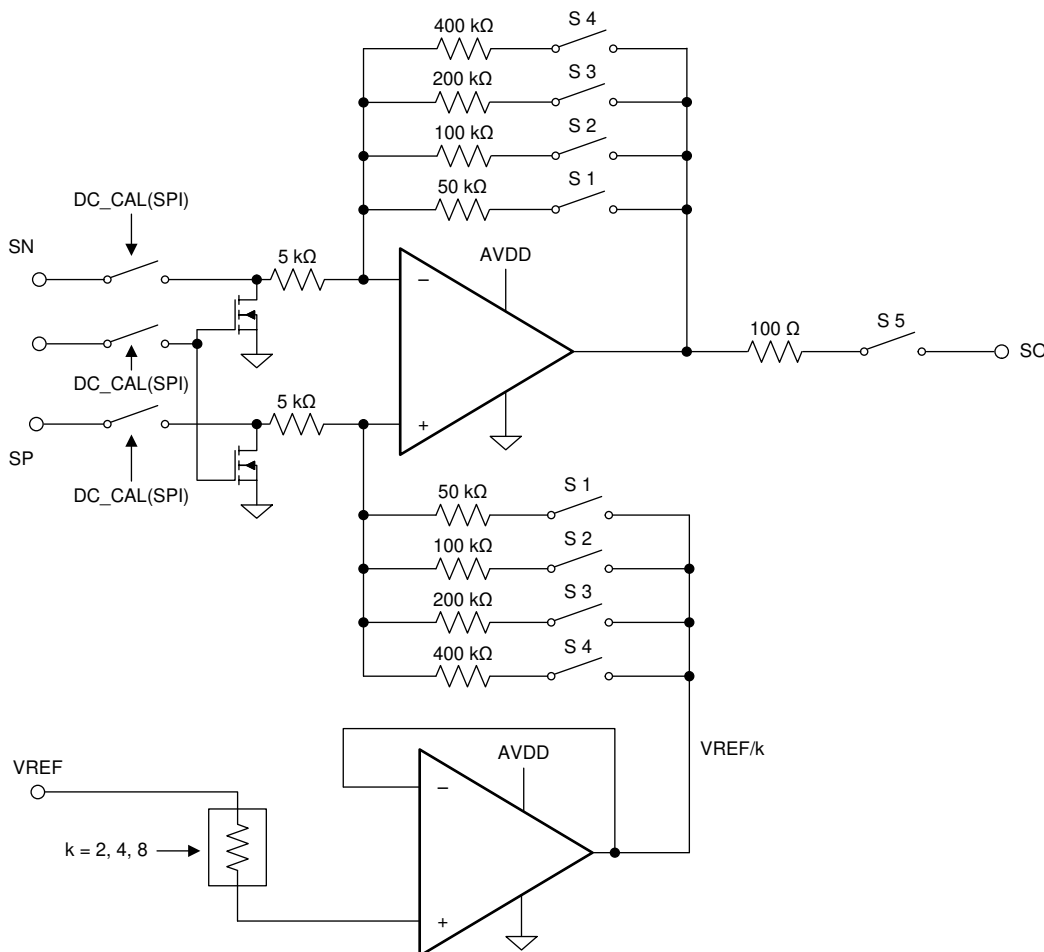 400 kΩ
S 4
200 kΩ
S 3
100 kΩ
S 2
50 kΩ
S 1
DC_CAL(SPI)
SN
5 kΩ
AVDD
−
100 Ω
S 5
SO
DC_CAL(SPI)
5 kΩ
+
SP
DC_CAL(SPI)
50 kΩ
S 1
100 kΩ
S 2
200 kΩ
S 3
400 kΩ
S 4
VREF/k
AVDD
VREF
−
k = 2, 4, 8
+